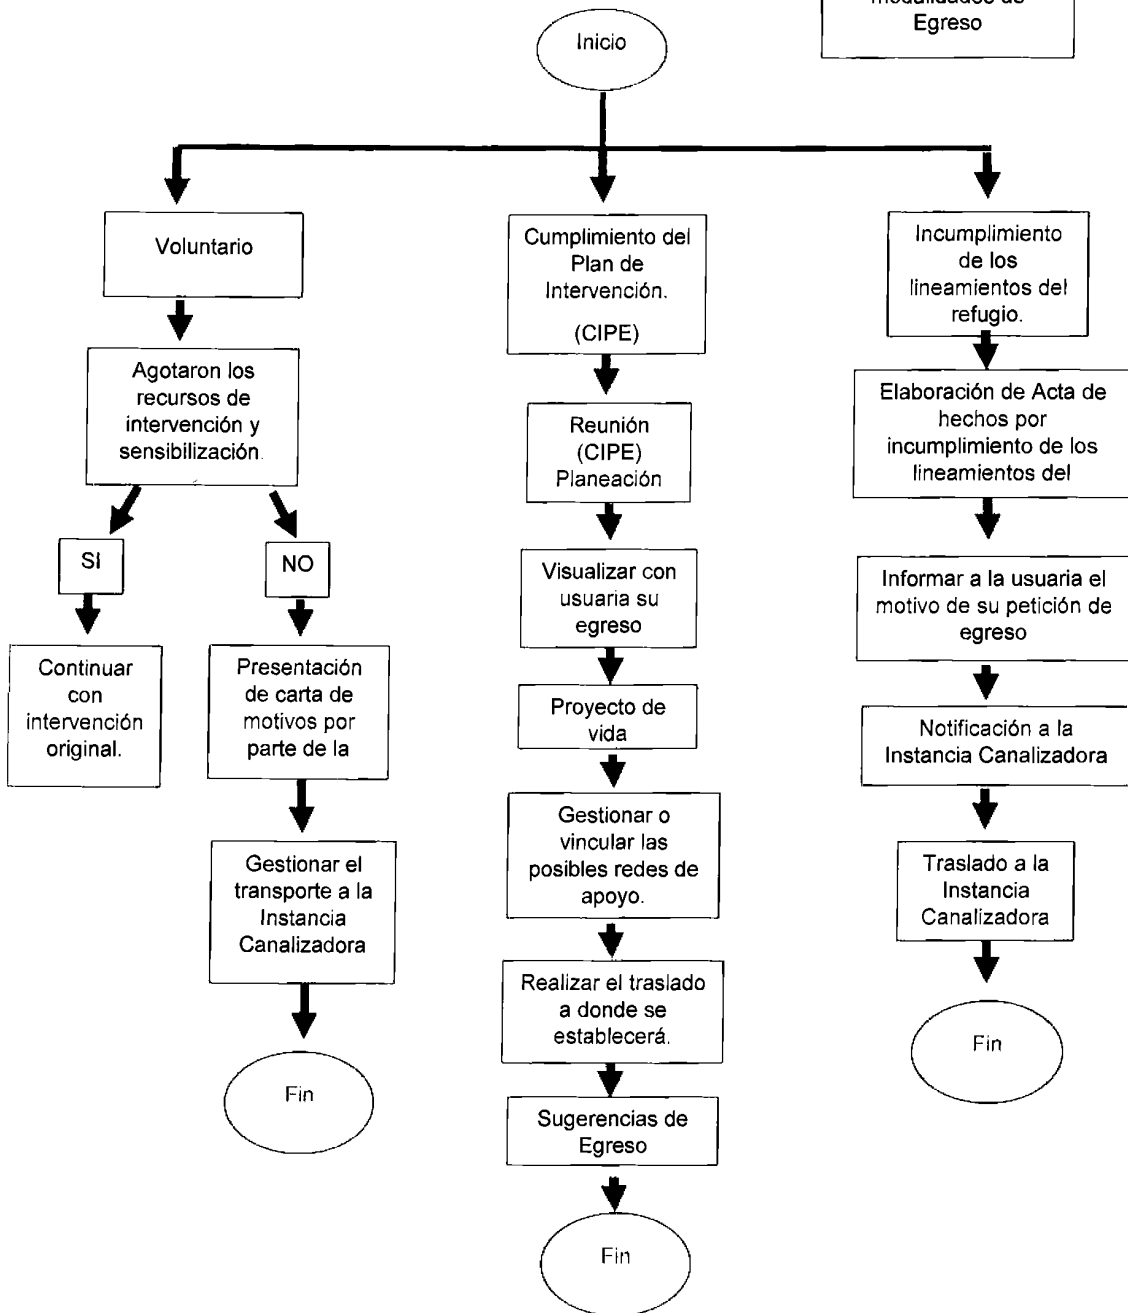 modalidades de
Egreso
Inicio
Voluntario
Agotaron los
recursos de
intervención y
sensibilización.
SI
NO
Continuar
con
intervención
original.
Presentación
de carta de
motivos por
parte de la
Gestionar el
transporte a la
Instancia
Canalizadora
Fin
Cumplimiento del
Plan de
Intervención.
(CIPE)
Reunión
(CIPE)
Planeación
Visualizar con
usuaria su
egreso
Proyecto de
vida
Gestionar o
vincular las
posibles redes de
apoyo.
Realizar el traslado
a donde se
establecerá.
Sugerencias de
Egreso
Fin
Incumplimiento
de los
lineamientos del
refugio.
Elaboración de Acta de
hechos por
incumplimiento de los
lineamientos del
Informar a la usuaria el
motivo de su petición de
egreso
Notificación a la
Instancia Canalizadora
Traslado a la
Instancia
Canalizadora
Fin